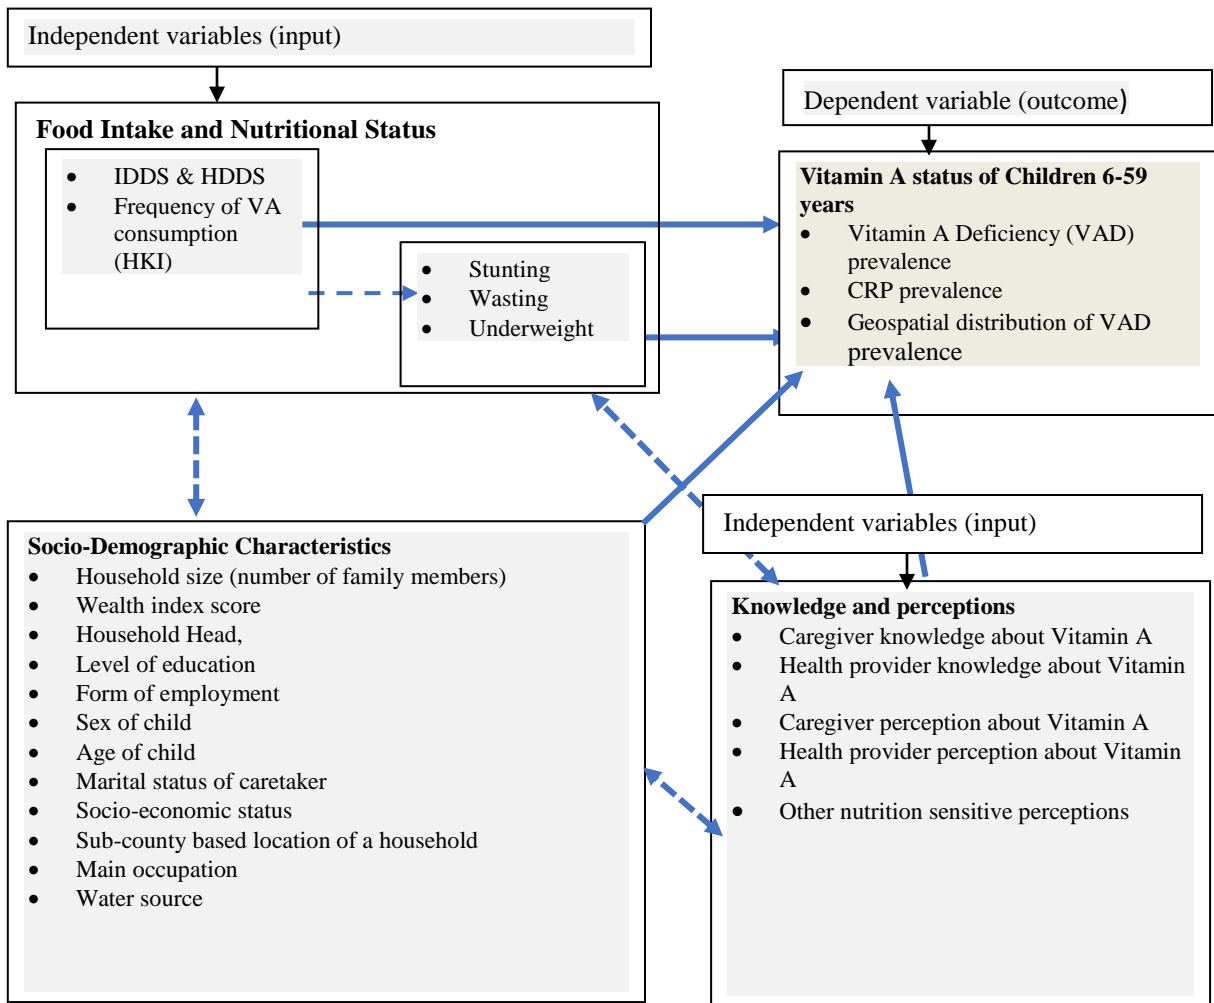 Independent variables (input)
Food Intake and Nutritional Status
• IDDS & HDDS
• Frequency of VA
consumption
(HKI)
• Stunting
• Wasting
• Underweight
Dependent variable (outcome)
Vitamin A status of Children 6-59
years
• Vitamin A Deficiency (VAD)
prevalence
• CRP prevalence
• Geospatial distribution of VAD
prevalence
Socio-Demographic Characteristics
• Household size (number of family members)
• Wealth index score
• Household Head,
• Level of education
• Form of employment
• Sex of child
• Age of child
• Marital status of caretaker
• Socio-economic status
• Sub-county based location of a household
• Main occupation
• Water source
Independent variables (input)
Knowledge and perceptions
• Caregiver knowledge about Vitamin A
• Health provider knowledge about Vitamin
A
• Caregiver perception about Vitamin A
• Health provider perception about Vitamin
A
• Other nutrition sensitive perceptions